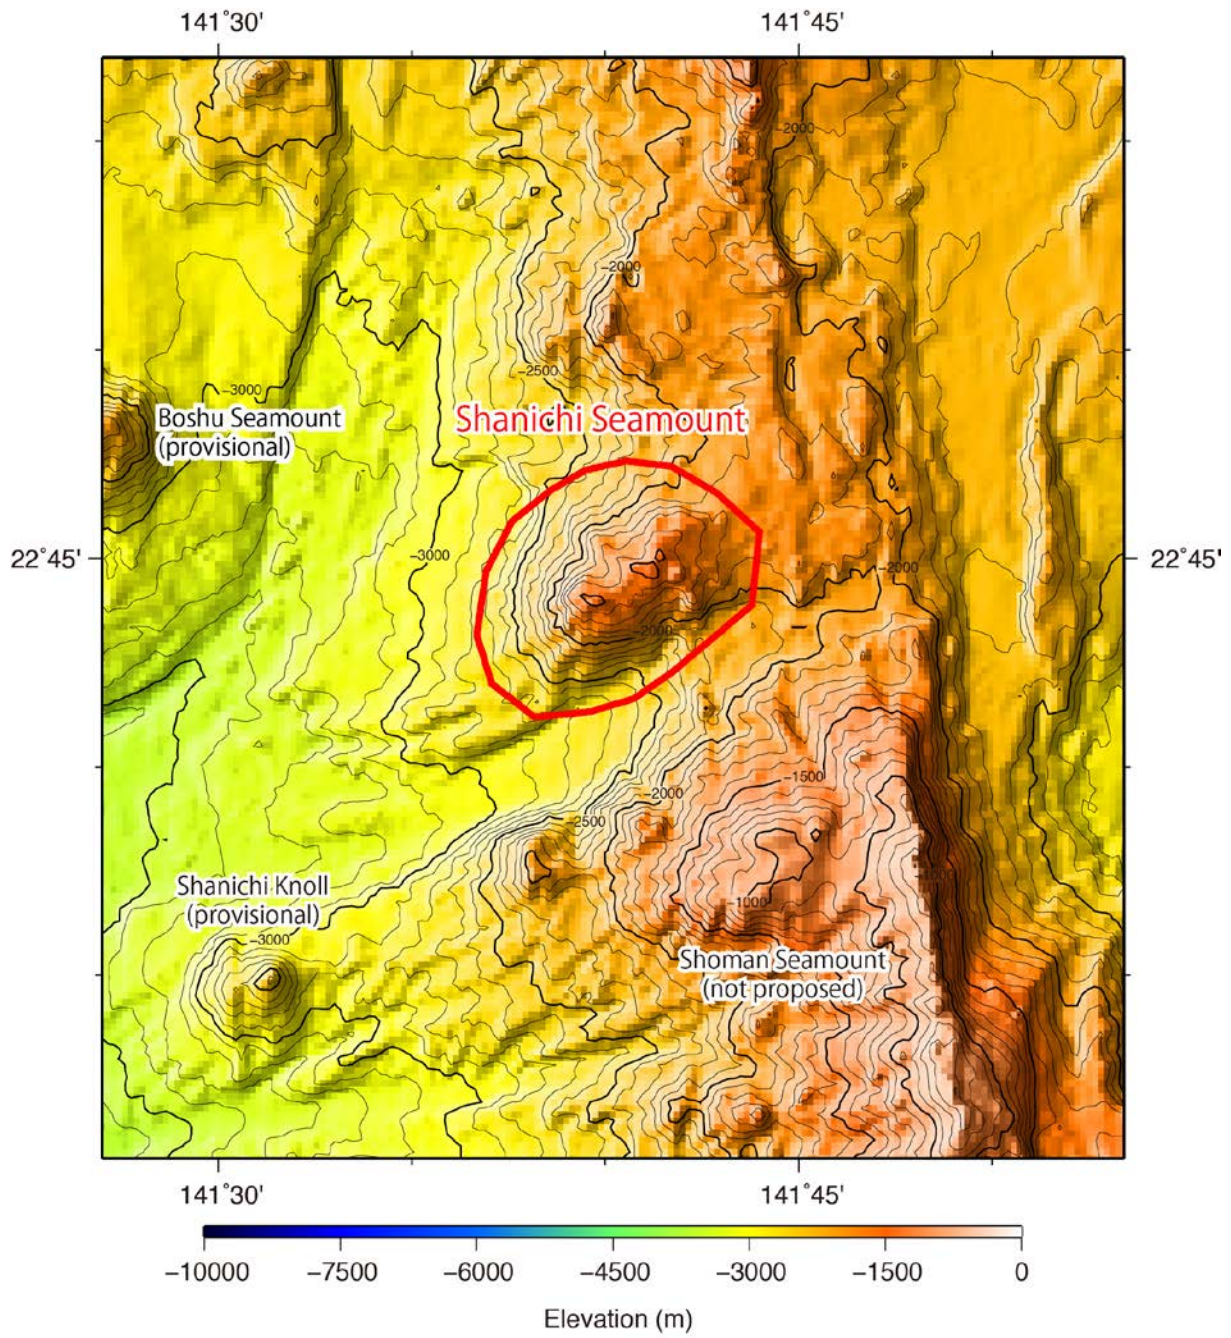 141˚30' 141˚45'
−2000
−2000
−2500
−3000
Boshu Seamount
(provisional)
Shanichi Seamount
22˚45' 22˚45'
−3000
−2000
−2000
−1500
−2000
−2500
−1000
Shanichi Knoll
(provisional)
−1000
−3000
Shoman Seamount
(not proposed)
141˚30' 141˚45'
−10000 −7500 −6000 −4500 −3000 −1500 0
Elevation (m)